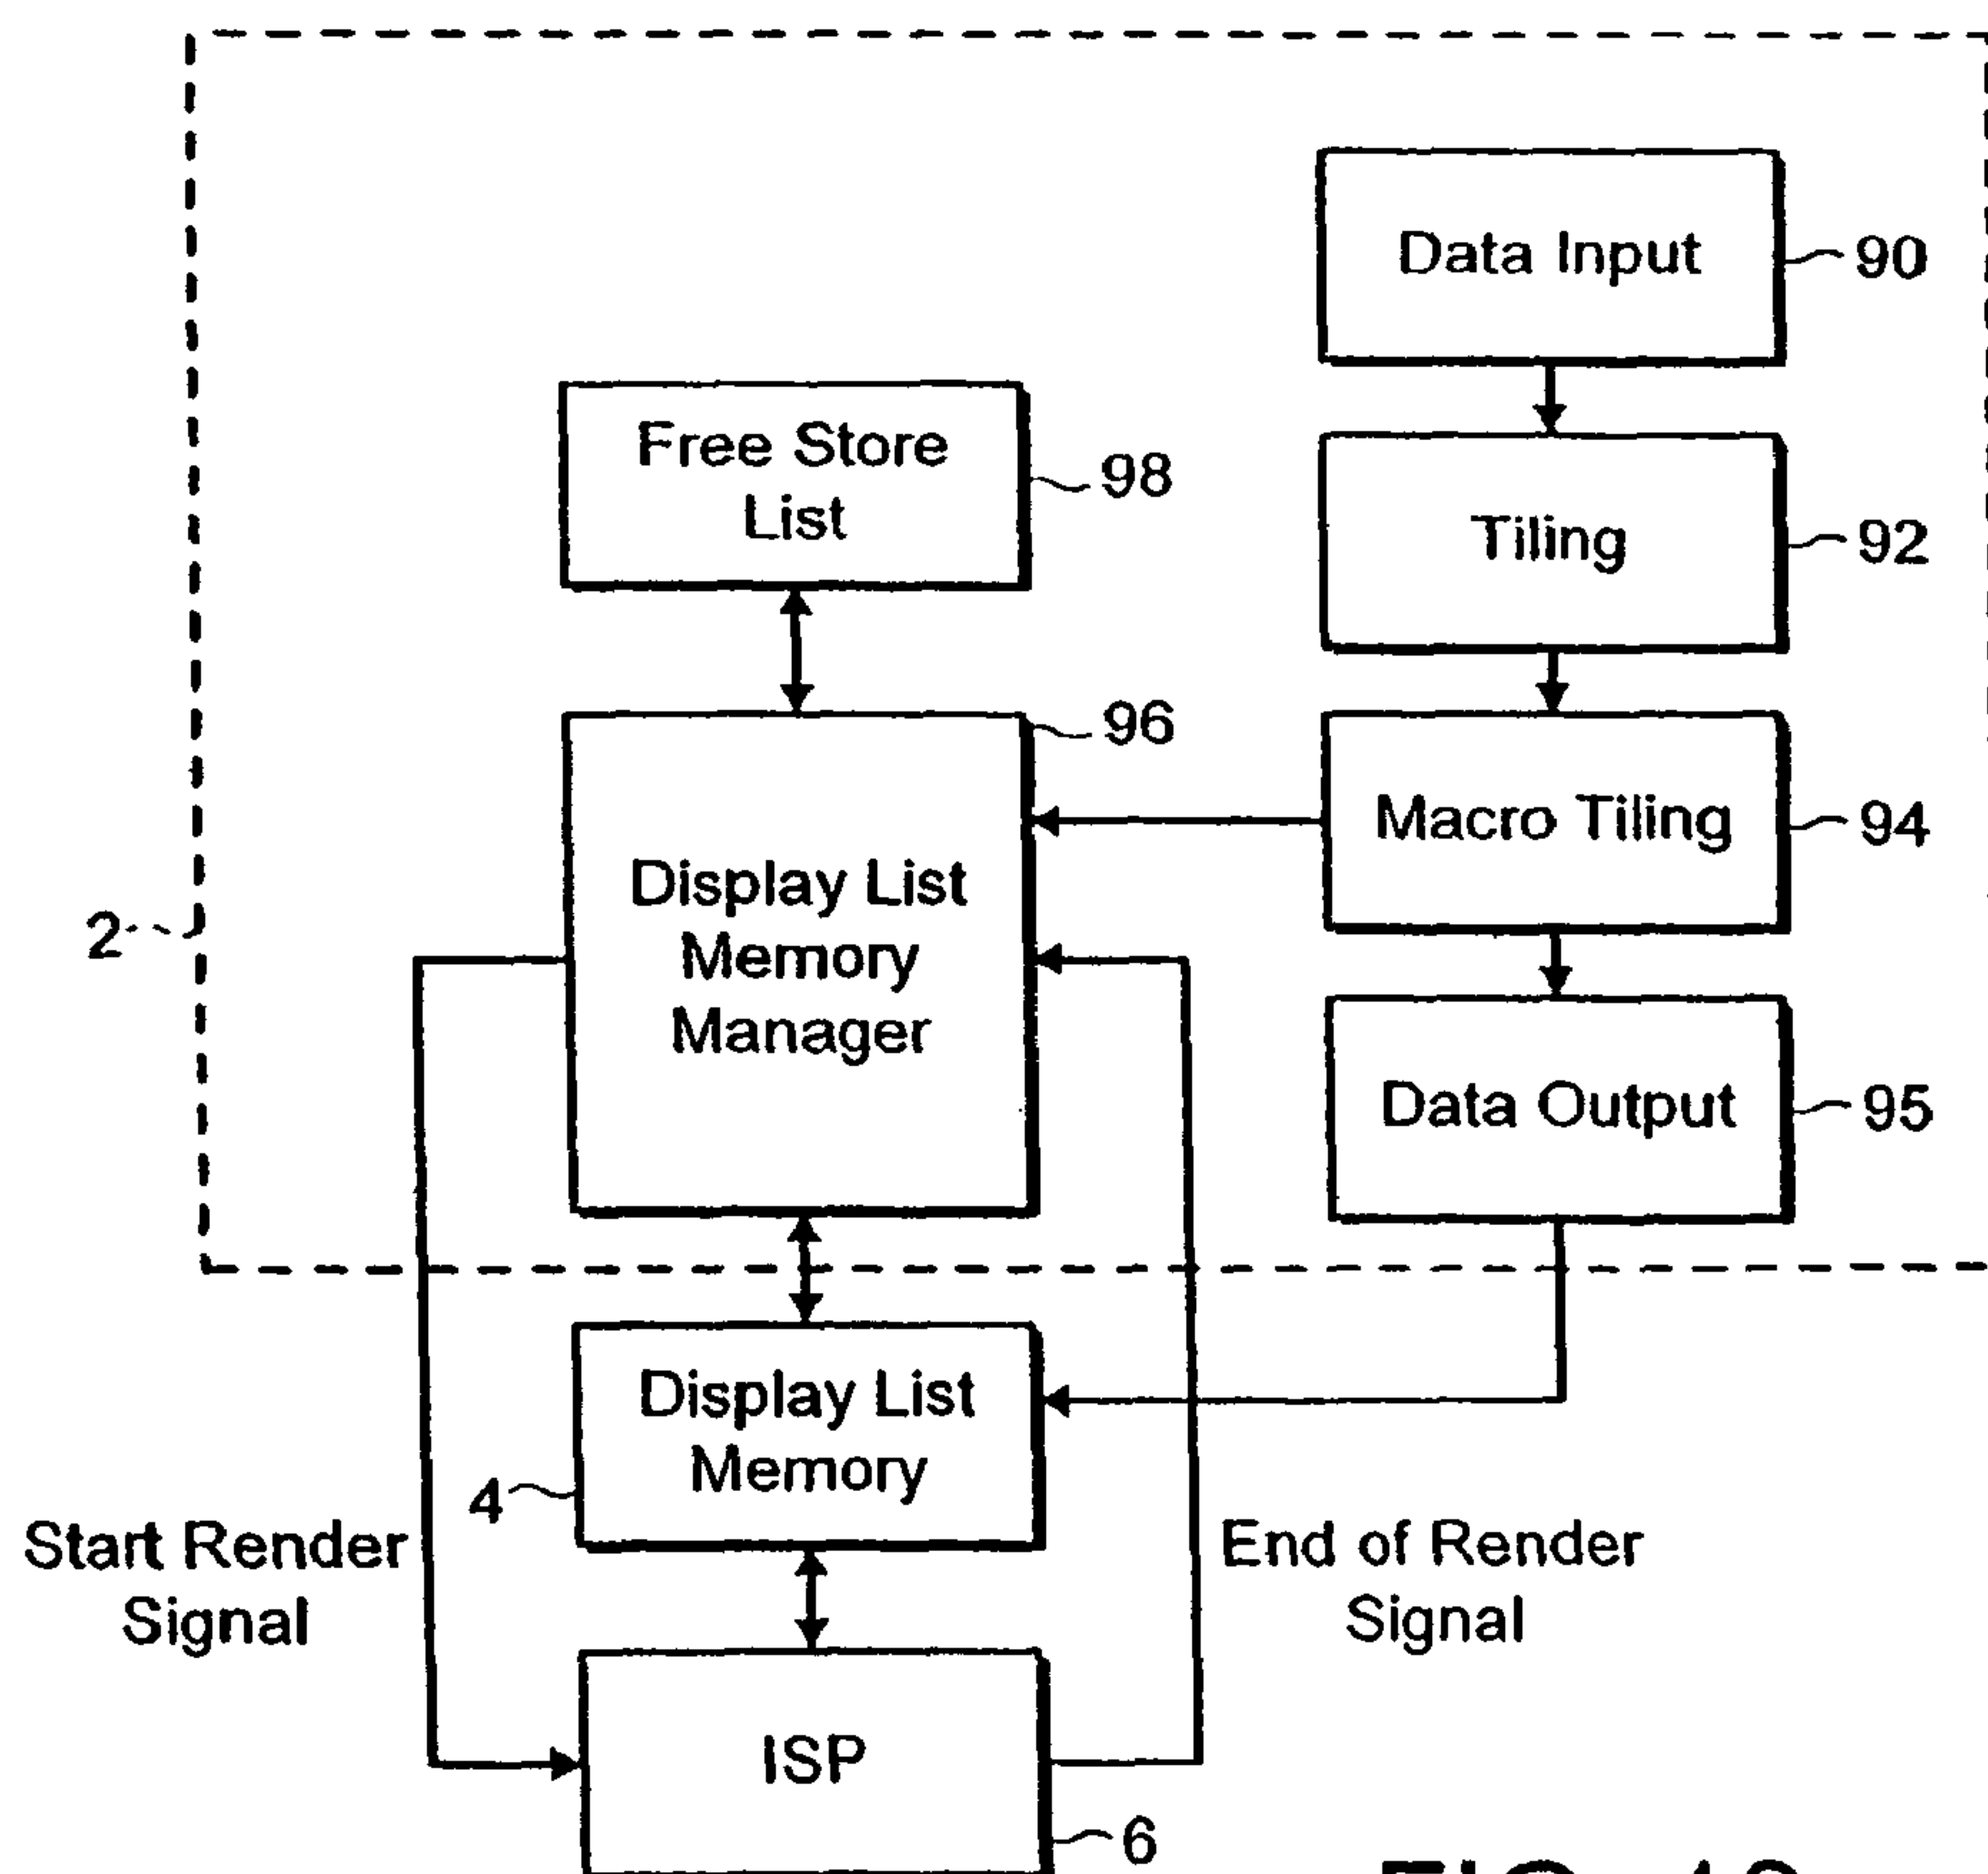 Data Input
90
Free Store
List
98
Tiling
92
96
Macro Tiling
94
Display List
Memory
Manager
2
Data Output
95
Display List
Memory
4
Start Render
Signal
End of Render
Signal
ISP
6